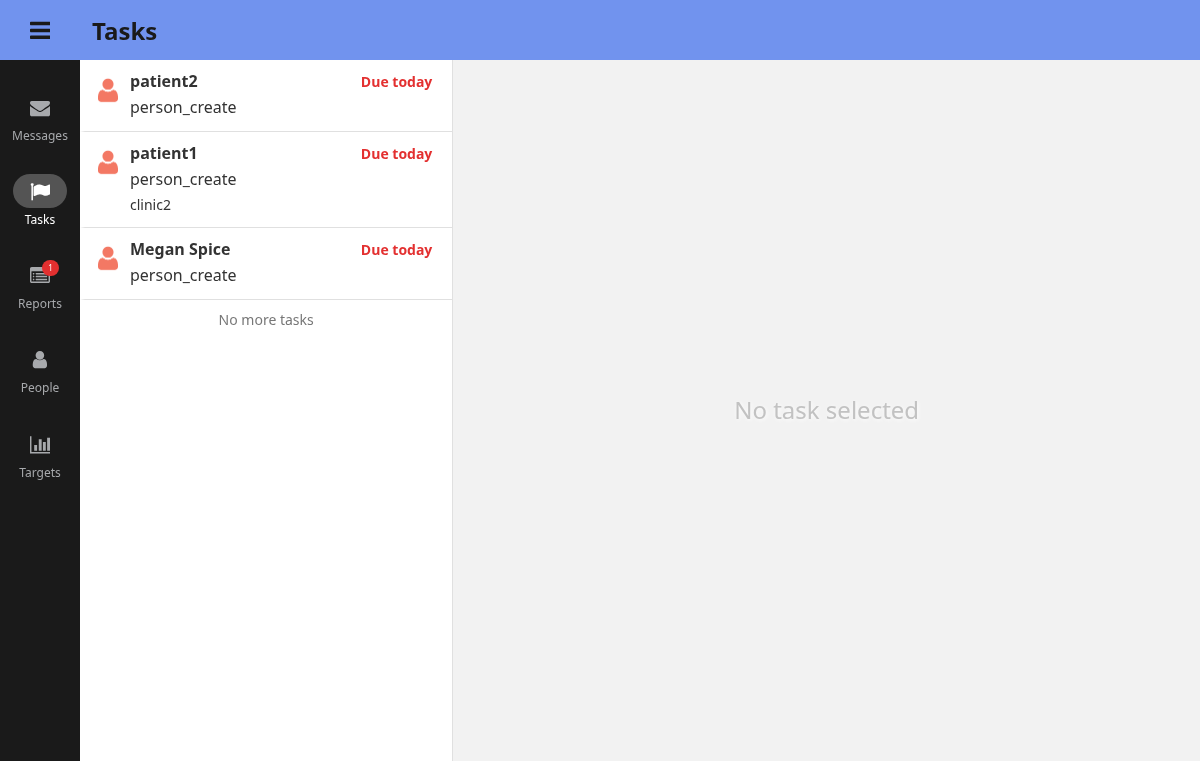 Tasks
Messages
Tasks
1
Reports
People
Targets
patient2
Due today
person_create
patient1
Due today
person_create
clinic2
Megan Spice
Due today
person_create
No more tasks
No task selected